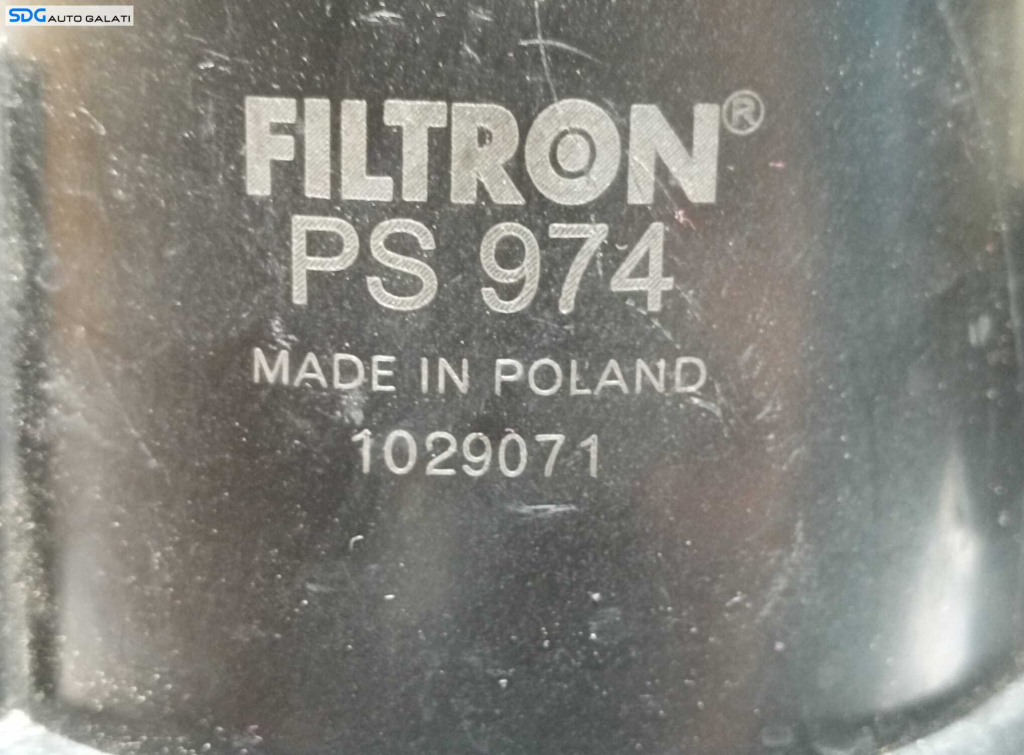 SDG AUTO GALATI
FILTRON®
PS 974
MADE IN POLAND
1029071